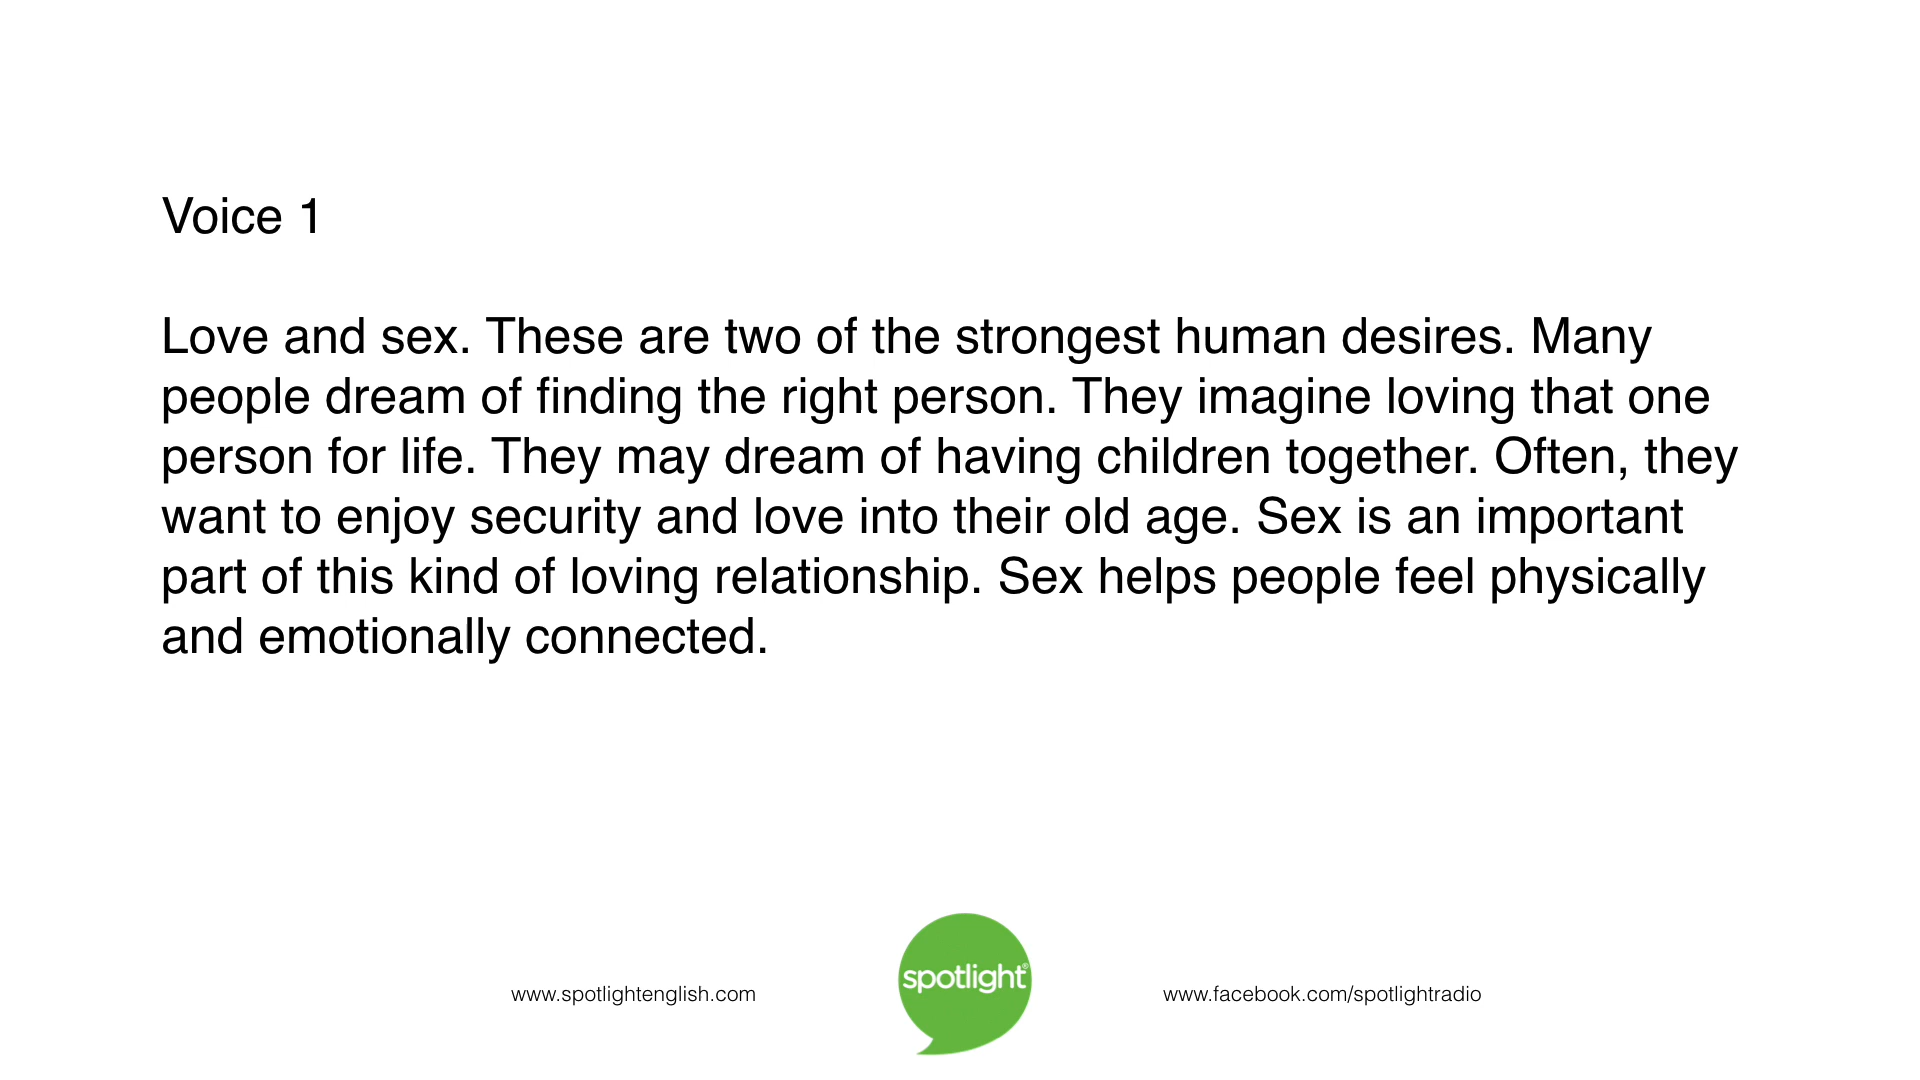 Voice 1
Love and sex. These are two of the strongest human desires. Many
people dream of finding the right person. They imagine loving that one
person for life. They may dream of having children together. Often, they
want to enjoy security and love into their old age. Sex is an important
part of this kind of loving relationship. Sex helps people feel physically
and emotionally connected.
www.spotlightenglish.com
spotlight®
www.facebook.com/spotlightradio